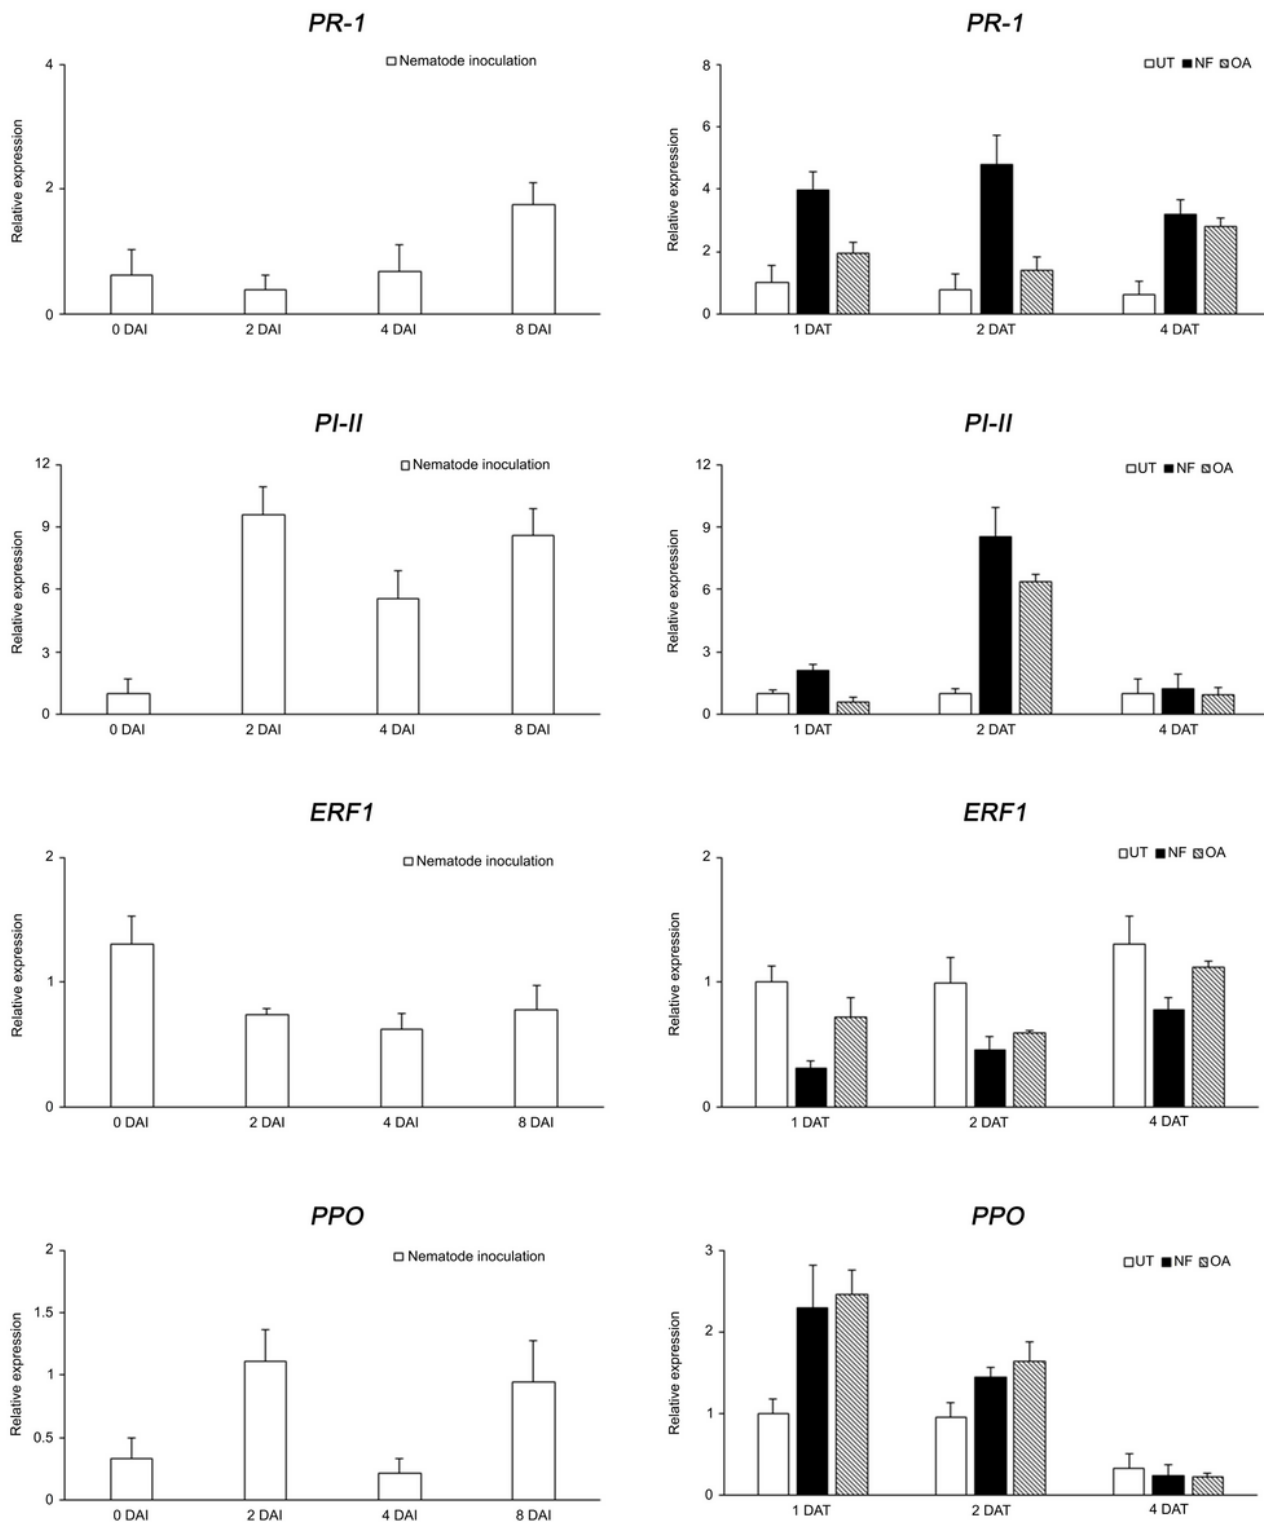 PR-1
Nematode inoculation
4
2
0
Relative expression
0 DAI 2 DAI 4 DAI 8 DAI
PR-1
UT NF OA
8
6
4
2
0
Relative expression
1 DAT 2 DAT 4 DAT
PI-II
Nematode inoculation
12
9
6
3
0
Relative expression
0 DAI 2 DAI 4 DAI 8 DAI
PI-II
UT NF OA
12
9
6
3
0
Relative expression
1 DAT 2 DAT 4 DAT
ERF1
Nematode inoculation
2
1
0
Relative expression
0 DAI 2 DAI 4 DAI 8 DAI
ERF1
UT NF OA
2
1
0
Relative expression
1 DAT 2 DAT 4 DAT
PPO
Nematode inoculation
2
1.5
1
0.5
0
Relative expression
0 DAI 2 DAI 4 DAI 8 DAI
PPO
UT NF OA
3
2
1
0
Relative expression
1 DAT 2 DAT 4 DAT